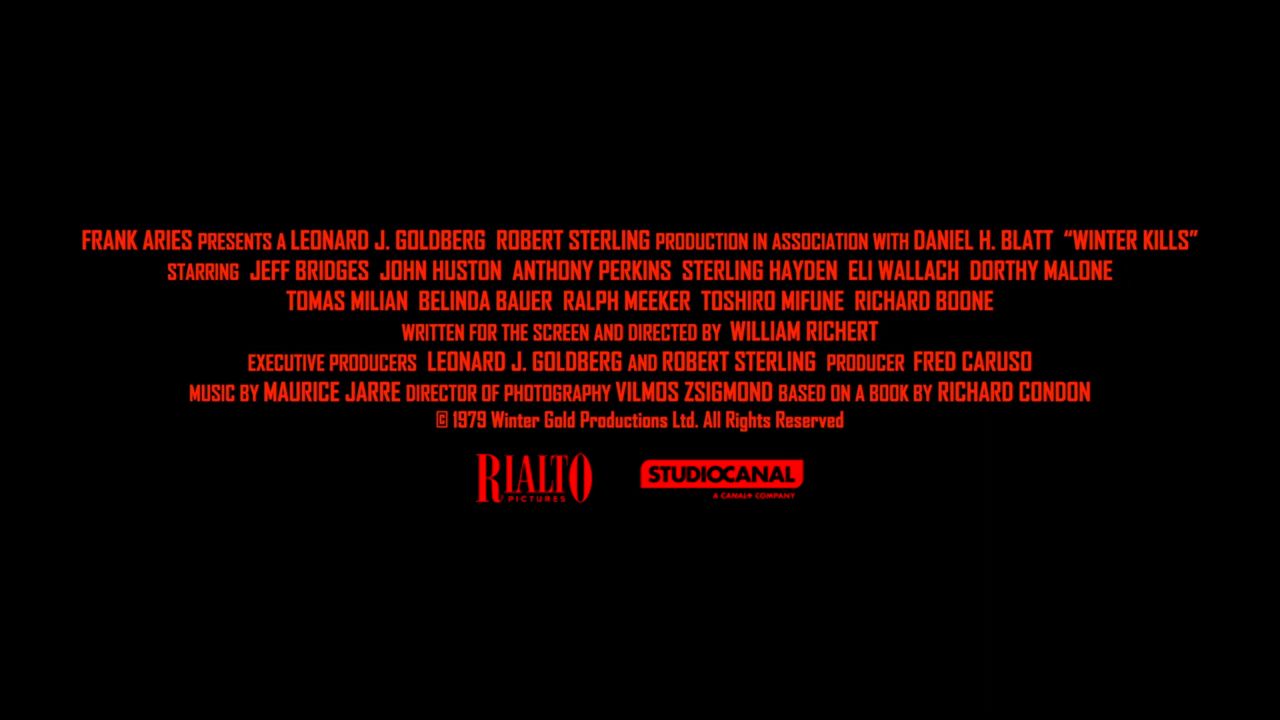 FRANK ARIES PRESENTS A LEONARD J. GOLDBERG ROBERT STERLING PRODUCTION IN ASSOCIATION WITH DANIEL H. BLATT “WINTER KILLS”
STARRING JEFF BRIDGES JOHN HUSTON ANTHONY PERKINS STERLING HAYDEN ELI WALLACH DORTHY MALONE
TOMAS MILIAN BELINDA BAUER RALPH MEEKER TOSHIRO MIFUNE RICHARD BOONE
WRITTEN FOR THE SCREEN AND DIRECTED BY WILLIAM RICHERT
EXECUTIVE PRODUCERS LEONARD J. GOLDBERG AND ROBERT STERLING PRODUCER FRED CARUSO
MUSIC BY MAURICE JARRE DIRECTOR OF PHOTOGRAPHY VILMOS ZSIGMOND BASED ON A BOOK BY RICHARD CONDON
© 1979 Winter Gold Productions Ltd. All Rights Reserved
RIALTO
PICTURES
STUDIOCANAL
A CANAL+ COMPANY